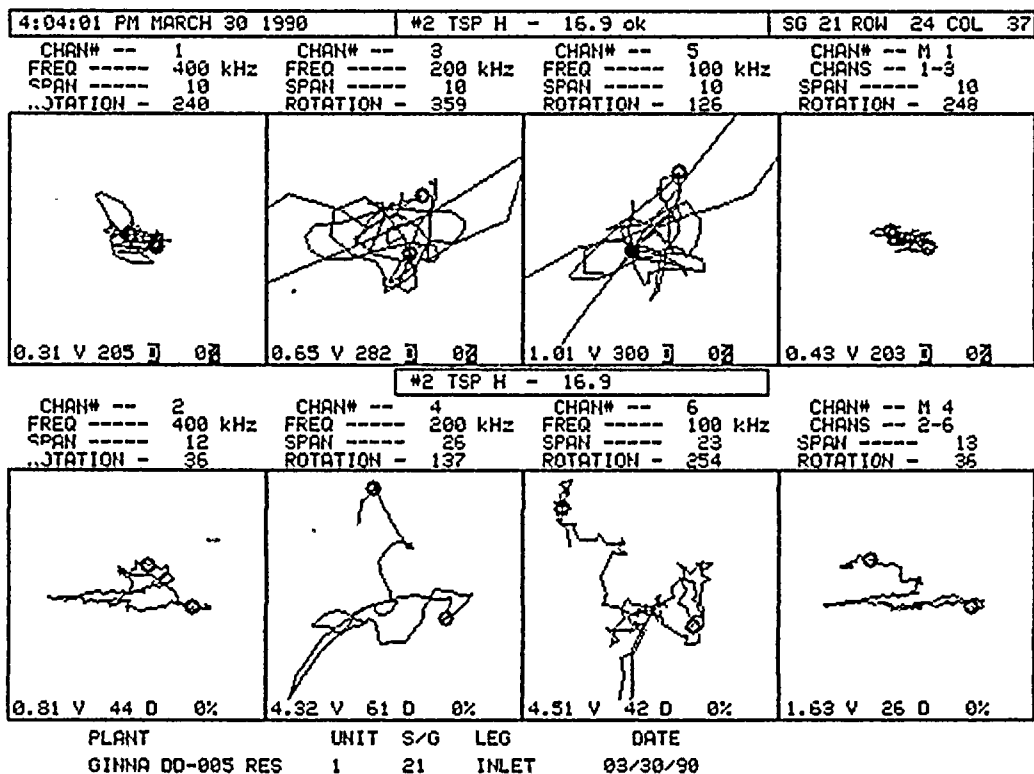 4:04:01 PM MARCH 30 1990 #2 TSP H - 16.9 ok SG 21 ROW 24 COL 37
CHAN# -- 1 CHAN# -- 3 CHAN# -- 5 CHAN# -- M 1
FREQ ----- 400 kHz FREQ ----- 200 kHz FREQ ----- 100 kHz CHANS -- 1-3
SPAN ----- 10 SPAN ----- 10 SPAN ----- 10 SPAN ----- 10
ROTATION - 240 ROTATION - 359 ROTATION - 126 ROTATION - 248
0.31 V 205 D 0% 0.65 V 282 D 0% 1.01 V 300 D 0% 0.43 V 203 D 0%
#2 TSP H - 16.9
CHAN# -- 2 CHAN# -- 4 CHAN# -- 6 CHAN# -- M 4
FREQ ----- 400 kHz FREQ ----- 200 kHz FREQ ----- 100 kHz CHANS -- 2-6
SPAN ----- 12 SPAN ----- 26 SPAN ----- 23 SPAN ----- 13
ROTATION - 36 ROTATION - 137 ROTATION - 254 ROTATION - 36
0.81 V 44 D 0% 4.32 V 61 D 0% 4.51 V 42 D 0% 1.63 V 26 D 0%
PLANT UNIT S/G LEG DATE
GINNA DD-005 RES 1 21 INLET 03/30/90